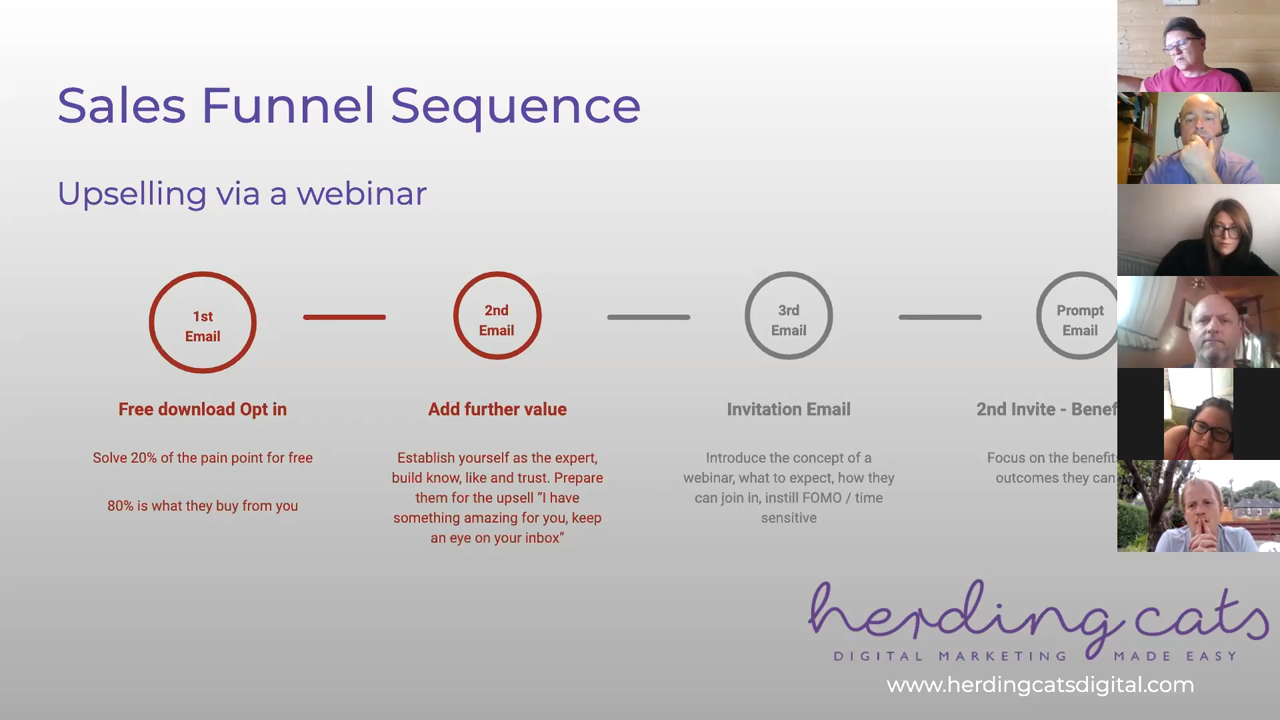 Sales Funnel Sequence
Upselling via a webinar
1st
Email
2nd
Email
3rd
Email
Prompt
Email
Free download Opt in
Solve 20% of the pain point for free
80% is what they buy from you
Add further value
Establish yourself as the expert,
build know, like and trust. Prepare
them for the upsell “I have
something amazing for you, keep
an eye on your inbox”
Invitation Email
Introduce the concept of a
webinar, what to expect, how they
can join in, instill FOMO / time
sensitive
2nd Invite -
Focus on the
outcomes they can
herding cats
DIGITAL MARKETING MADE EASY
www.herdingcatsdigital.com